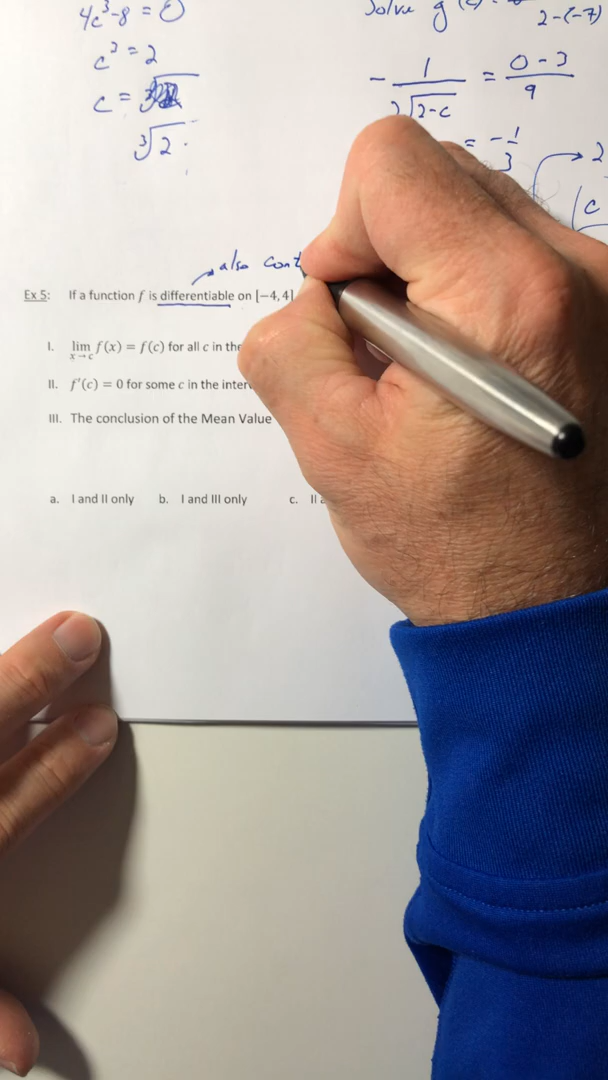 4c³-8 = 0
c³ = 2
c = 
∛2
Solve g
2-(-7)
- 1/(2√(2-c)) = (0-3)/9
= -1/3
2
c
also cont
Ex 5: If a function f is differentiable on [−4,4]
I. lim x→c f(x) = f(c) for all c in the
II. f′(c) = 0 for some c in the
III. The conclusion of the Mean Value
a. I and II only b. I and III only c. II